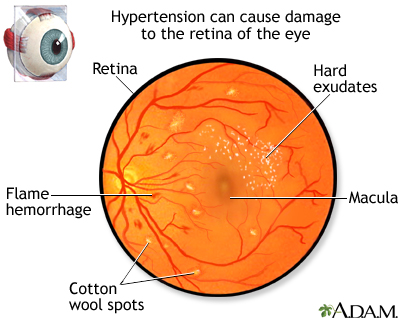 Hypertension can cause damage
to the retina of the eye
Retina
Hard
exudates
Flame
hemorrhage
Macula
Cotton
wool spots
A.D.A.M.